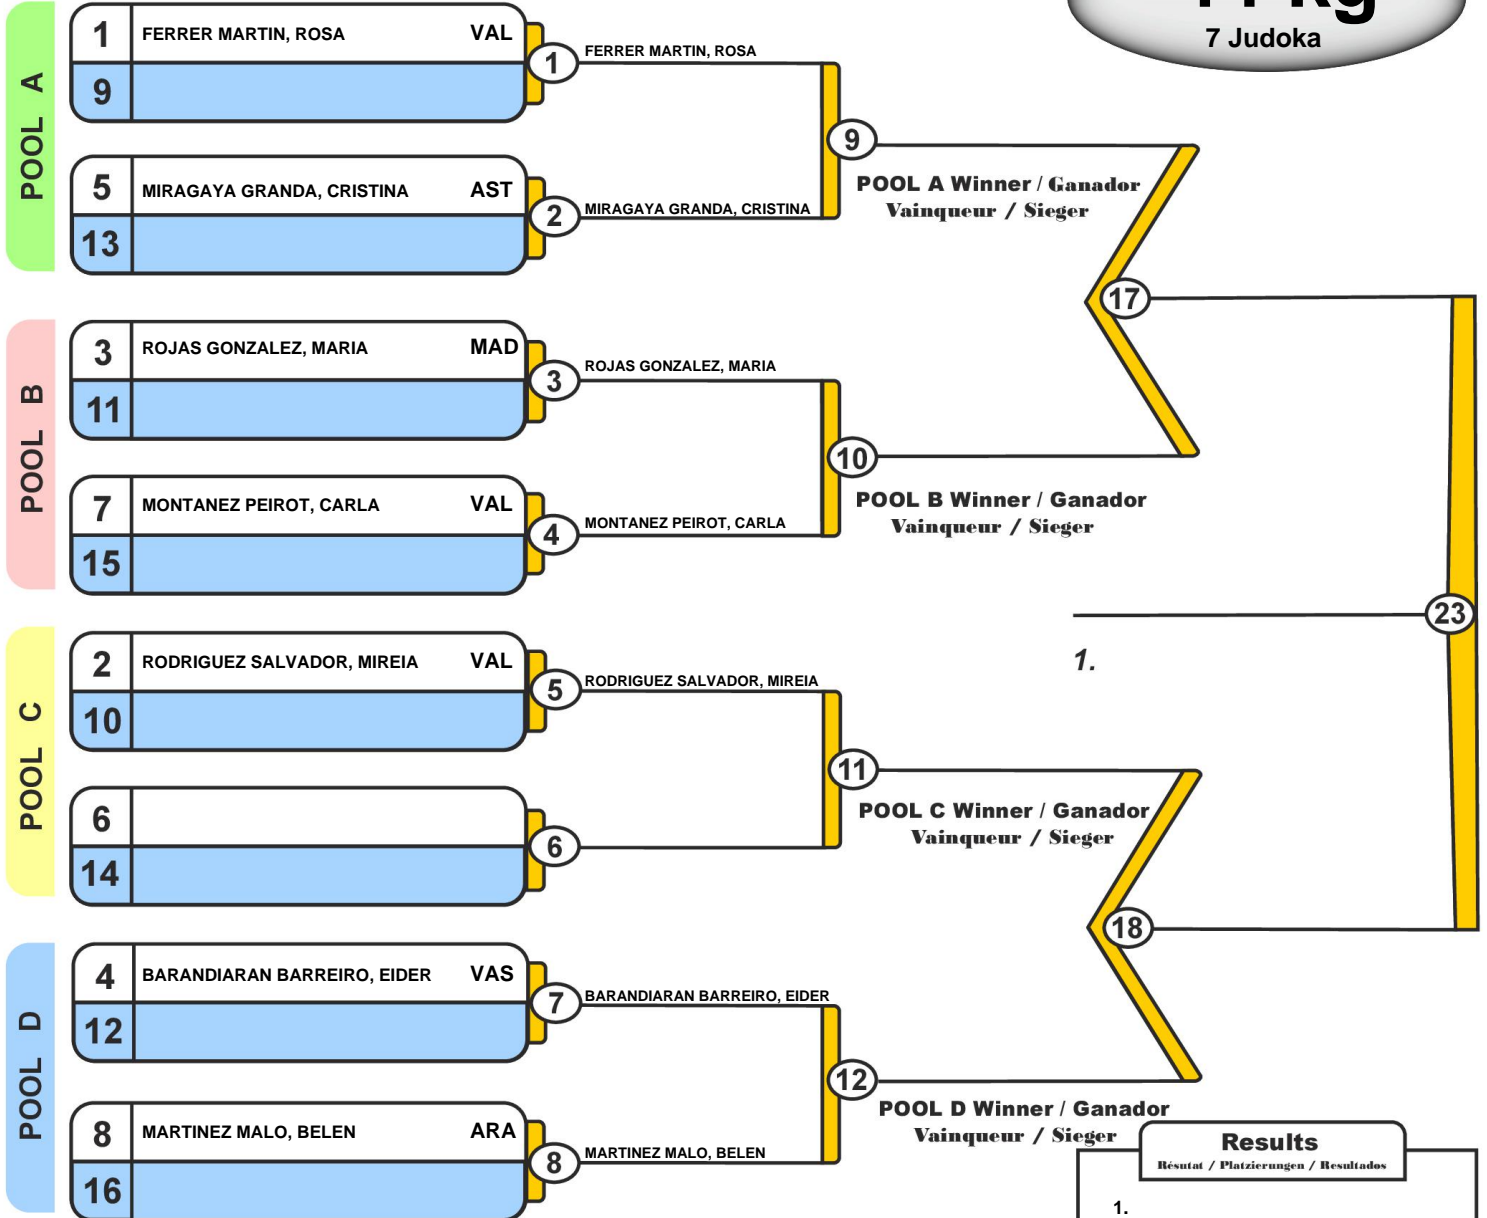 7 Judoka
POOL A
1 FERRER MARTIN, ROSA VAL
9
1
FERRER MARTIN, ROSA
5 MIRAGAYA GRANDA, CRISTINA AST
13
2
MIRAGAYA GRANDA, CRISTINA
9
POOL A Winner / Ganador
Vainqueur / Sieger
POOL B
3 ROJAS GONZALEZ, MARIA MAD
11
3
ROJAS GONZALEZ, MARIA
7 MONTANEZ PEIROT, CARLA VAL
15
4
MONTANEZ PEIROT, CARLA
10
POOL B Winner / Ganador
Vainqueur / Sieger
17
POOL C
2 RODRIGUEZ SALVADOR, MIREIA VAL
10
5
RODRIGUEZ SALVADOR, MIREIA
6
14
6
11
POOL C Winner / Ganador
Vainqueur / Sieger
POOL D
4 BARANDIARAN BARREIRO, EIDER VAS
12
7
BARANDIARAN BARREIRO, EIDER
8 MARTINEZ MALO, BELEN ARA
16
8
MARTINEZ MALO, BELEN
12
POOL D Winner / Ganador
Vainqueur / Sieger
18
23
1.
Results
Résutat / Platzierungen / Resultados
1.